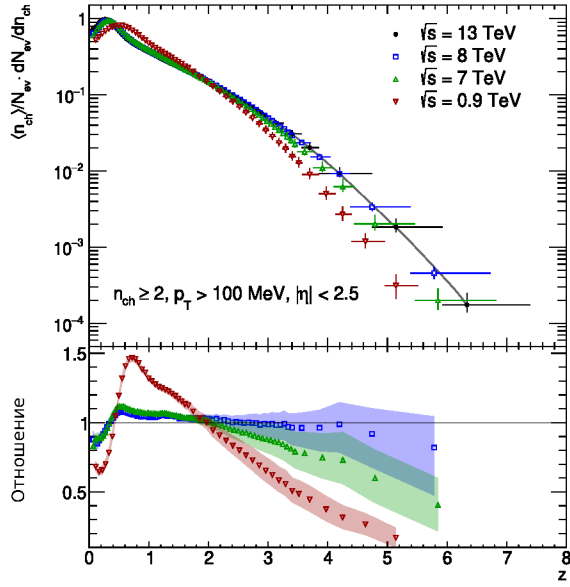 ⟨n_ch⟩/N_ev · dN_ev/dn_ch
1
10⁻¹
10⁻²
10⁻³
10⁻⁴
√s = 13 TeV
√s = 8 TeV
√s = 7 TeV
√s = 0.9 TeV
n_ch ≥ 2, p_T > 100 MeV, |η| < 2.5
Отношение
1.5
1
0.5
0 1 2 3 4 5 6 7 8
z